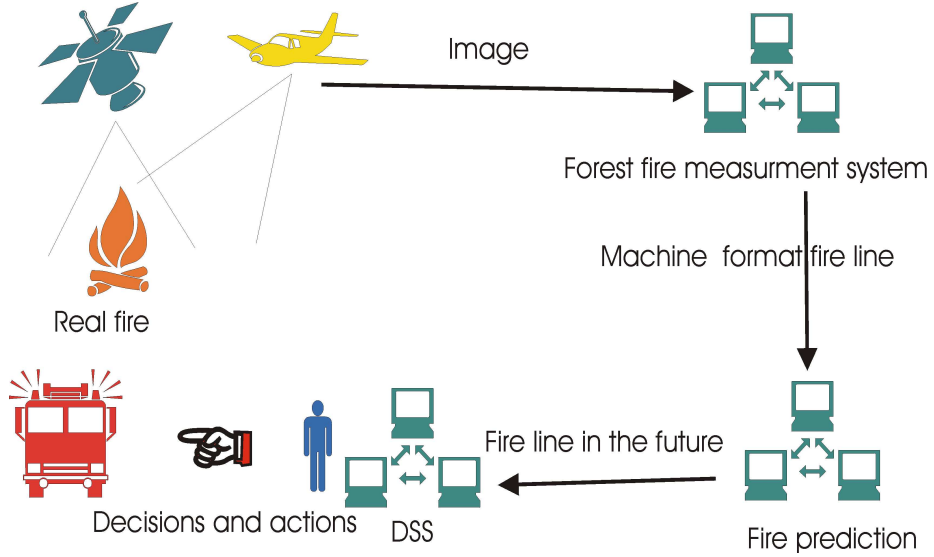 Image
Forest fire measurment system
Machine format fire line
Real fire
Fire line in the future
Decisions and actions
DSS
Fire prediction